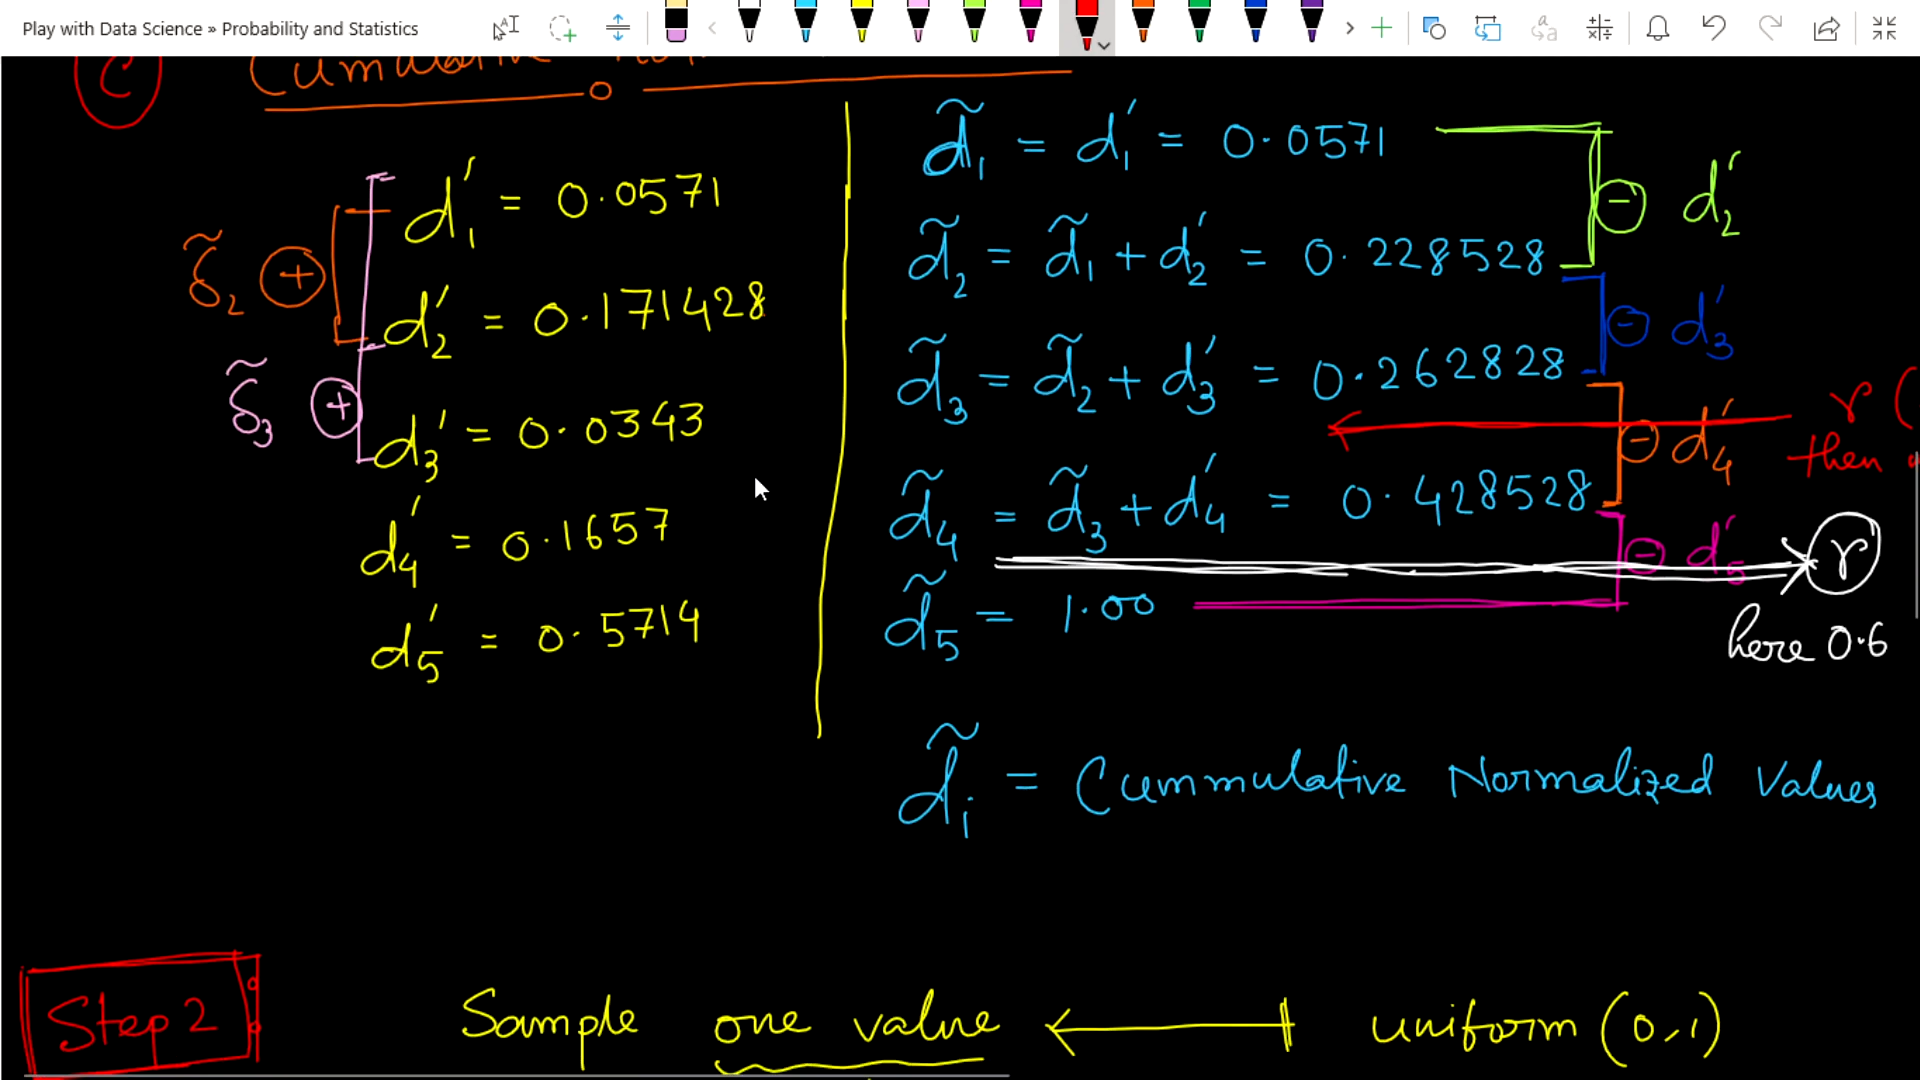 Play with Data Science » Probability and Statistics
C
d₁' = 0.0571
δ̃₂ +
d₂' = 0.171428
δ̃₃ +
d₃' = 0.0343
d₄' = 0.1657
d₅' = 0.5714
d̃₁ = d₁' = 0.0571
- d₂'
d̃₂ = d̃₁ + d₂' = 0.228528
- d₃'
d̃₃ = d̃₂ + d₃' = 0.262828
r (
- d₄'
then
d̃₄ = d̃₃ + d₄' = 0.428528
- d₅'
r
d̃₅ = 1.00
here 0.6
d̃ᵢ = Cummulative Normalized Values
Step 2
Sample one value
uniform (0,1)